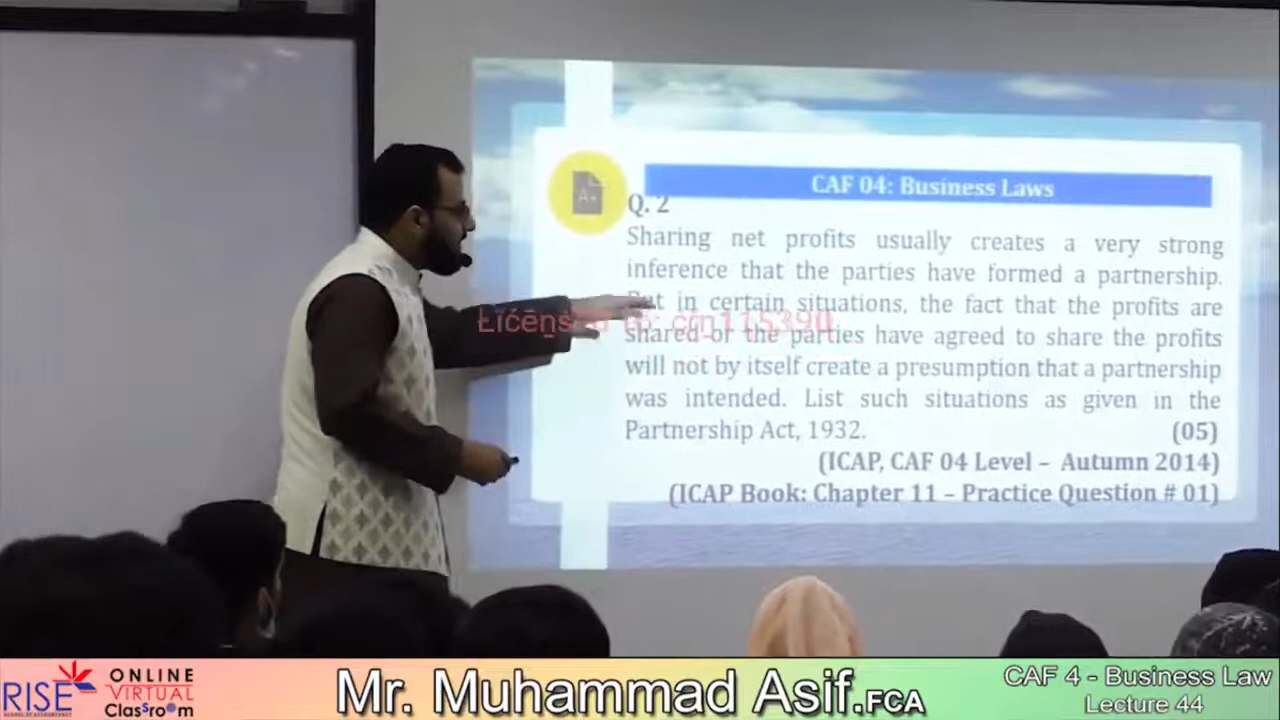 CAF 04: Business Laws
A+
Q. 2
Sharing net profits usually creates a very strong
inference that the parties have formed a partnership.
But in certain situations, the fact that the profits are
shared or the parties have agreed to share the profits
will not by itself create a presumption that a partnership
was intended. List such situations as given in the
Partnership Act, 1932. (05)
(ICAP, CAF 04 Level – Autumn 2014)
(ICAP Book: Chapter 11 – Practice Question # 01)
RISE
ONLINE
VIRTUAL
ClasSroom
Mr. Muhammad Asif.FCA
CAF 4 - Business Law
Lecture 44